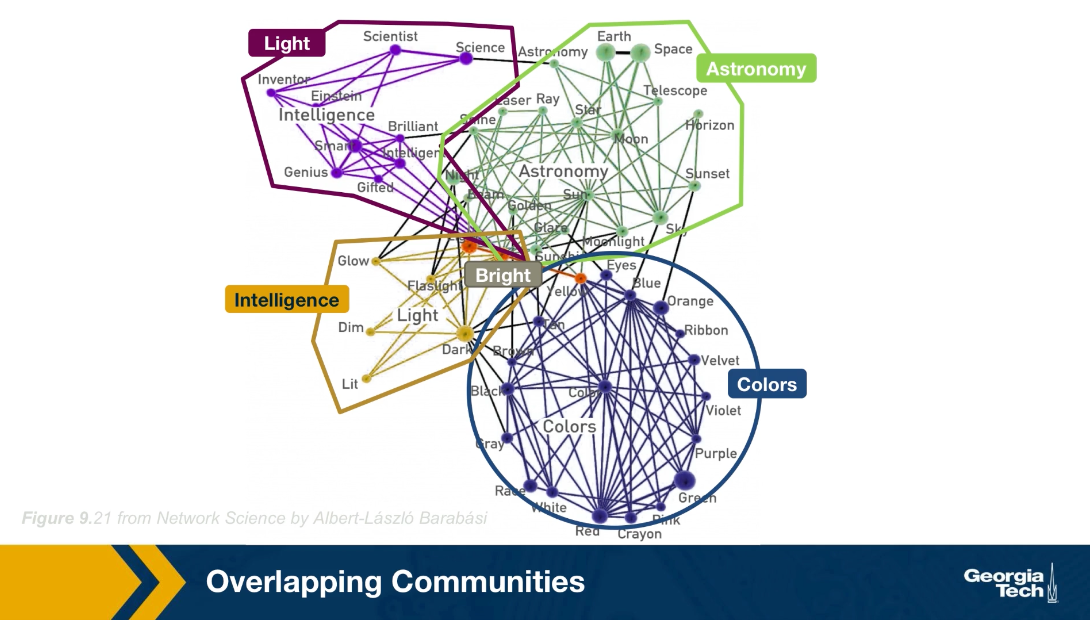 Light
Scientist
Science
Inventor
Einstein
Intelligence
Brilliant
Smart
Intelligent
Genius
Gifted
Astronomy
Earth
Space
Astronomy
Telescope
Laser
Ray
Star
Horizon
Shine
Moon
Astronomy
Night
Sunset
Beam
Sun
Golden
Glare
Sky
Moonlight
Glow
Flaslight
Bright
Intelligence
Light
Dim
Dark
Lit
Eyes
Yellow
Blue
Orange
Tan
Ribbon
Brown
Velvet
Black
Color
Colors
Violet
Colors
Gray
Purple
Race
White
Green
Pink
Red
Crayon
Figure 9.21 from Network Science by Albert-László Barabási
Overlapping Communities
Georgia
Tech